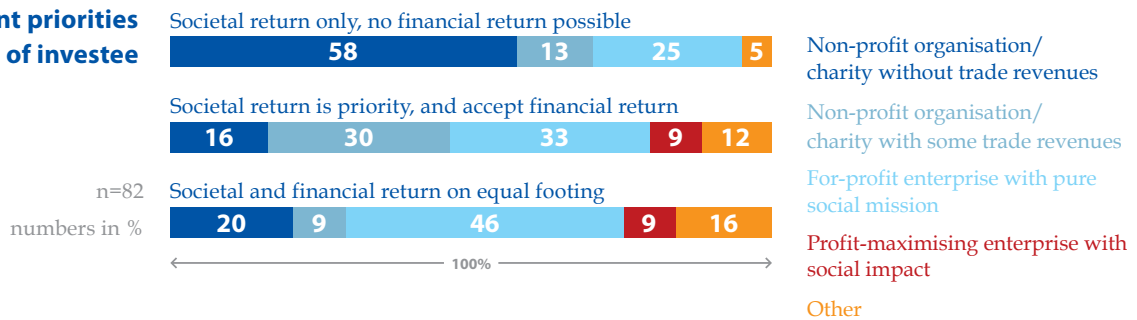 nt priorities
of investee
Societal return only, no financial return possible
58 13 25 5
Societal return is priority, and accept financial return
16 30 33 9 12
n=82
numbers in %
Societal and financial return on equal footing
20 9 46 9 16
100%
Non-profit organisation/
charity without trade revenues
Non-profit organisation/
charity with some trade revenues
For-profit enterprise with pure
social mission
Profit-maximising enterprise with
social impact
Other